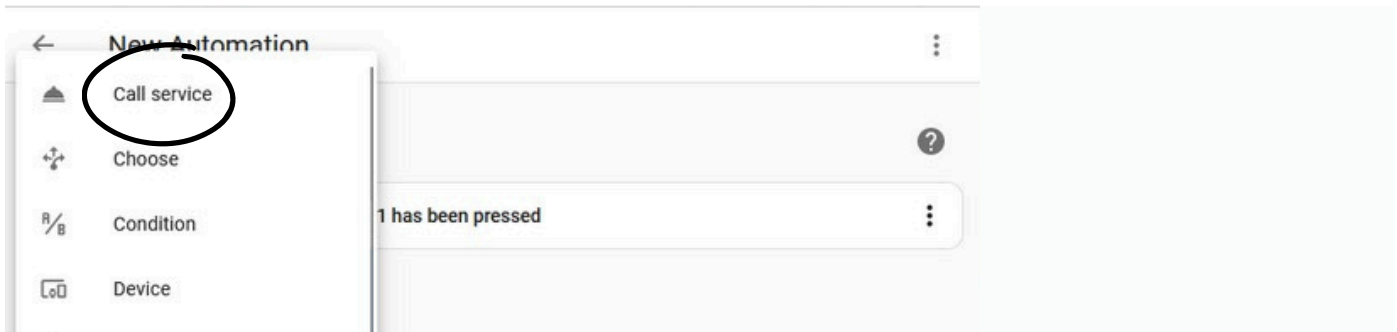 New Automation
Call service
Choose
Condition
1 has been pressed
Device